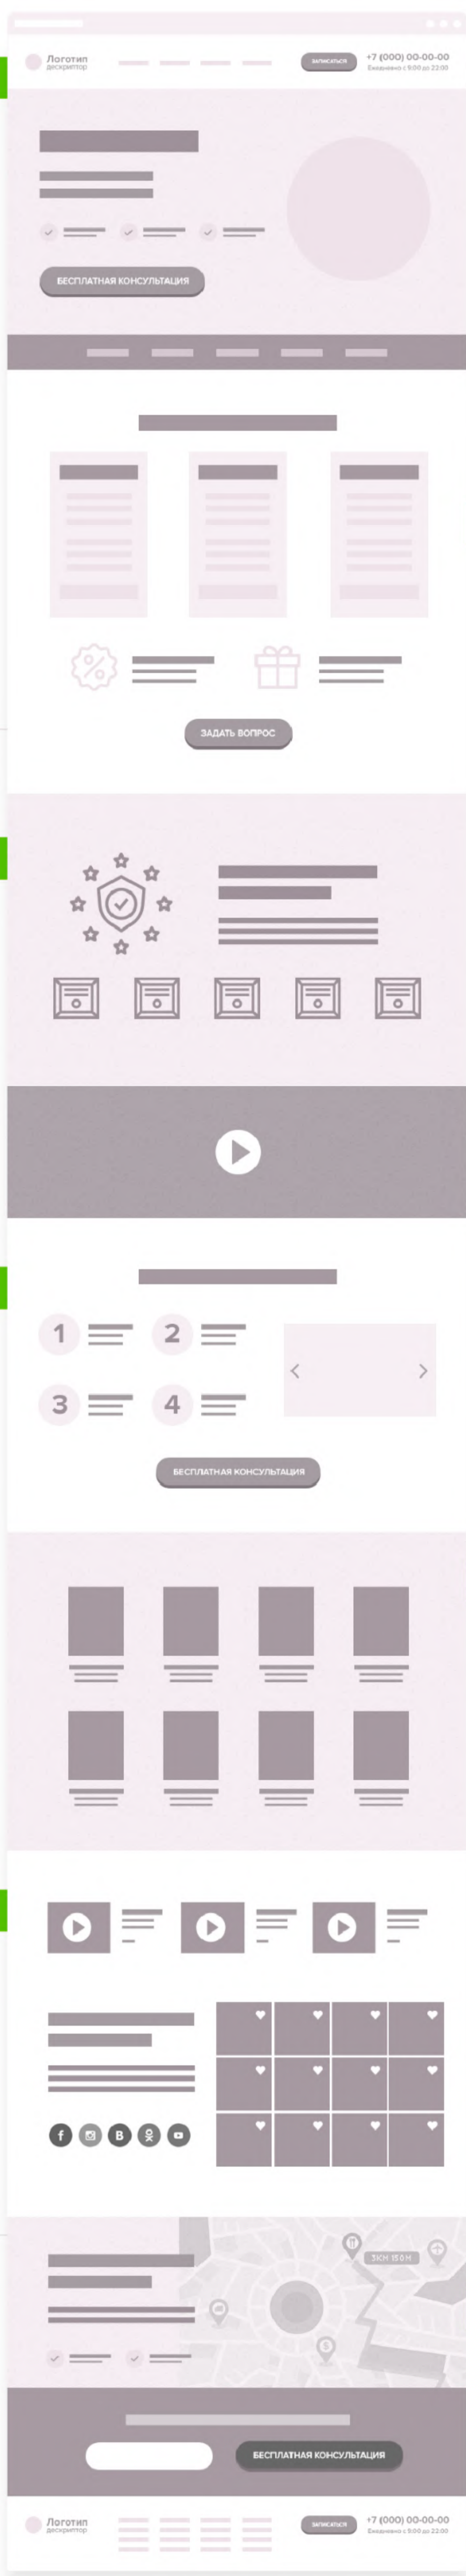 Логотип
дескриптор
ЗАПИСАТЬСЯ
+7 (000) 00-00-00
Ежедневно с 9:00 до 22:00
БЕСПЛАТНАЯ КОНСУЛЬТАЦИЯ
ЗАДАТЬ ВОПРОС
1
2
3
4
БЕСПЛАТНАЯ КОНСУЛЬТАЦИЯ
3КМ 150М
БЕСПЛАТНАЯ КОНСУЛЬТАЦИЯ
Логотип
дескриптор
ЗАПИСАТЬСЯ
+7 (000) 00-00-00
Ежедневно с 9:00 до 22:00